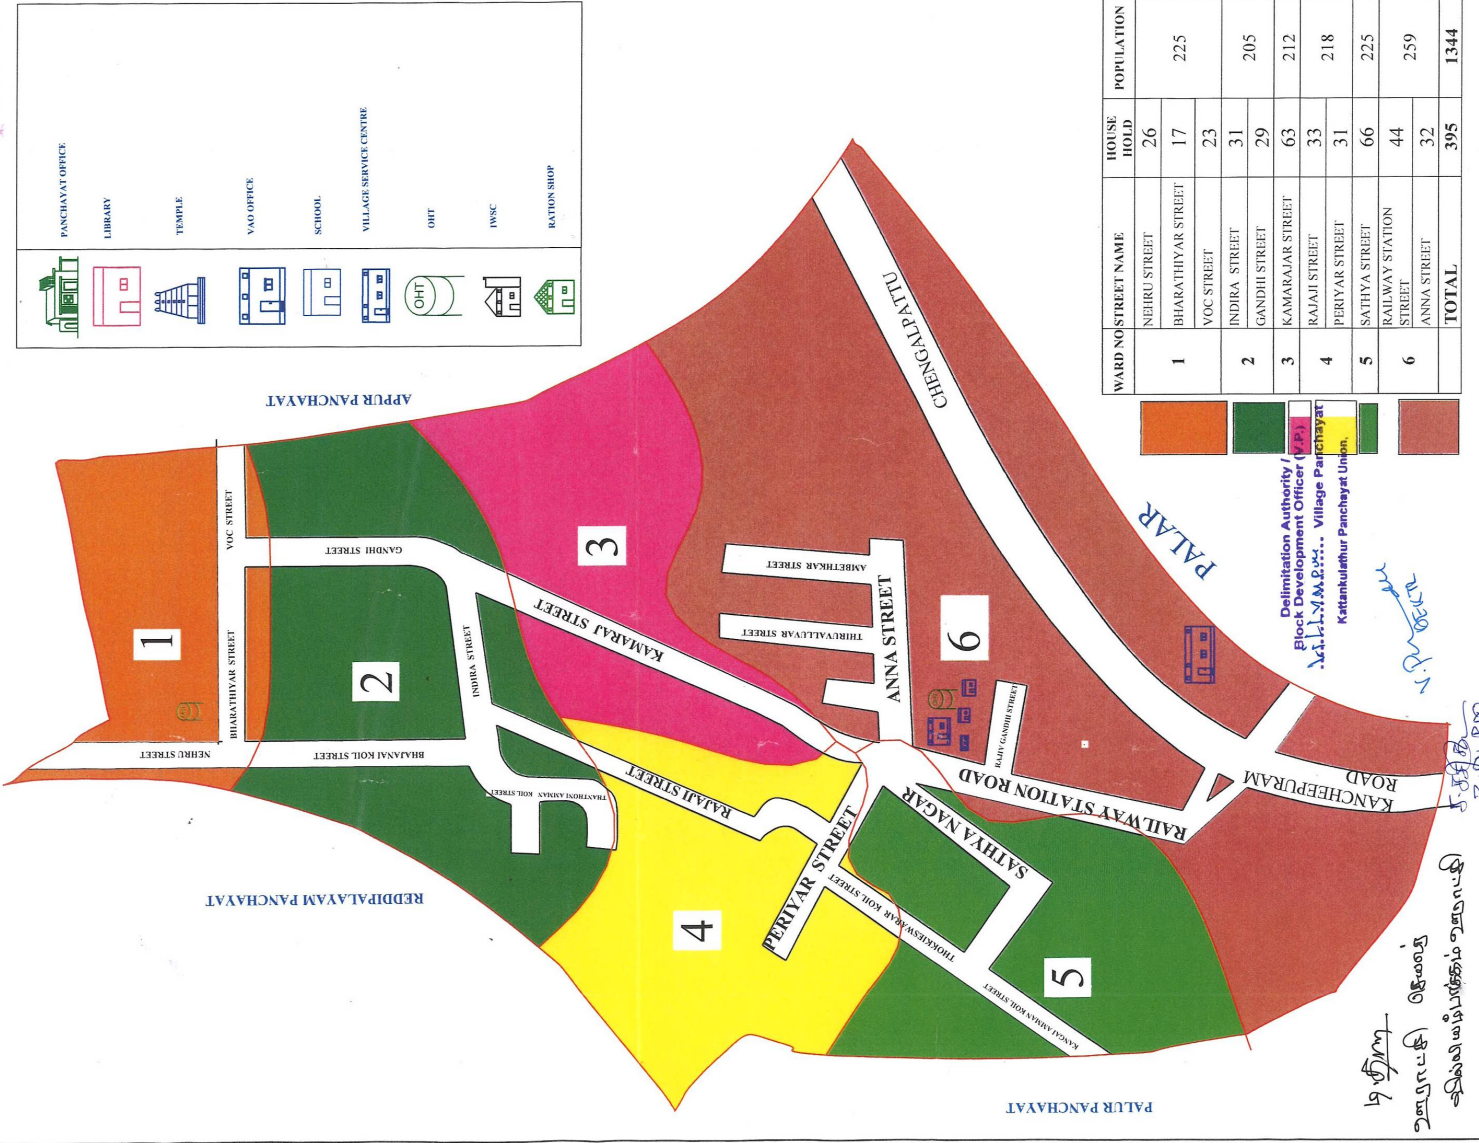 PANCHAYAT OFFICE
LIBRARY
TEMPLE
VAO OFFICE
SCHOOL
VILLAGE SERVICE CENTRE
OHT
OHT
IWSC
RATION SHOP
WARD NO STREET NAME HOUSE HOLD POPULATION
1 NEHRU STREET 26 225
BHARATHIYAR STREET 17
VOC STREET 23
2 INDIRA STREET 31 205
GANDHI STREET 29
3 KAMARAJAR STREET 63 212
4 RAJAJI STREET 33 218
PERIYAR STREET 31
5 SATHYA STREET 66 225
6 RAILWAY STATION STREET 44 259
ANNA STREET 32
TOTAL 395 1344
APPUR PANCHAYAT
REDDIPALAYAM PANCHAYAT
PALUR PANCHAYAT
PALAR
1
NEHRU STREET
BHARATHIYAR STREET
VOC STREET
2
BHAJANAI KOIL STREET
GANDHI STREET
INDIRA STREET
THANTHONI AMMAN KOIL STREET
3
KAMARAJ STREET
4
RAJAJI STREET
PERIYAR STREET
THOKKIESWARAR KOIL STREET
5
KANGAI AMMAN KOIL STREET
SATHYA NAGAR
6
AMBETHKAR STREET
THIRUVALLUVAR STREET
ANNA STREET
RAJIV GANDHI STREET
RAILWAY STATION ROAD
CHENGALPATTU
KANCHEEPURAM
ROAD
Delimitation Authority /
Block Development Officer (V.P.)
Village Panchayat
Kattankulathur Panchayat Union,